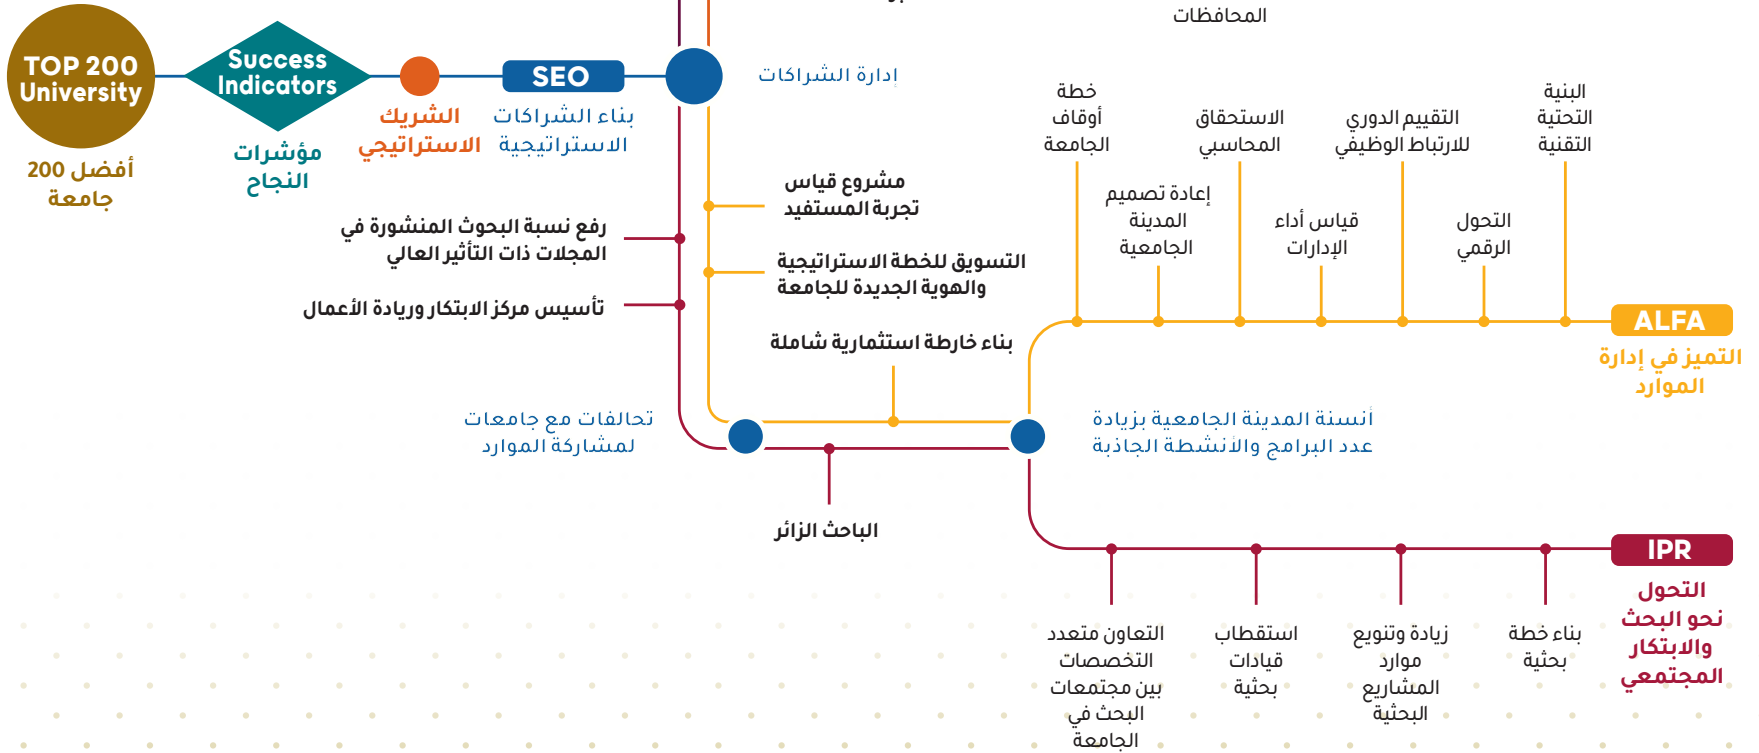 المحافظات
TOP 200
University
أفضل 200
جامعة
Success
Indicators
مؤشرات
النجاح
الشريك
الاستراتيجي
SEO
بناء الشراكات
الاستراتيجية
إدارة الشراكات
خطة
أوقاف
الجامعة
إعادة تصميم
المدينة
الجامعية
الاستحقاق
المحاسبي
قياس أداء
الإدارات
التقييم الدوري
للارتباط الوظيفي
التحول
الرقمي
البنية
التحتية
التقنية
ALFA
التميز في إدارة
الموارد
مشروع قياس
تجربة المستفيد
التسويق للخطة الاستراتيجية
والهوية الجديدة للجامعة
بناء خارطة استثمارية شاملة
رفع نسبة البحوث المنشورة في
المجلات ذات التأثير العالي
تأسيس مركز الابتكار وريادة الأعمال
تحالفات مع جامعات
لمشاركة الموارد
أنسنة المدينة الجامعية بزيادة
عدد البرامج والأنشطة الجاذبة
الباحث الزائر
IPR
التحول
نحو البحث
والابتكار
المجتمعي
بناء خطة
بحثية
زيادة وتنويع
موارد
المشاريع
البحثية
استقطاب
قيادات
بحثية
التعاون متعدد
التخصصات
بين مجتمعات
البحث في
الجامعة